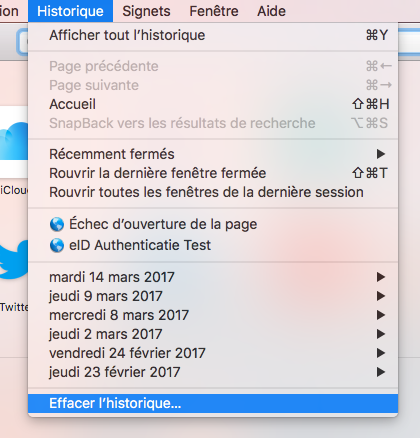 Historique Signets Fenêtre Aide
Afficher tout l'historique ⌘Y
Page précédente ⌘←
Page suivante ⌘→
Accueil ⇧⌘H
SnapBack vers les résultats de recherche ⌥⌘S
Récemment fermés
Rouvrir la dernière fenêtre fermée ⇧⌘T
Rouvrir toutes les fenêtres de la dernière session
Échec d'ouverture de la page
iClou
eID Authenticatie Test
mardi 14 mars 2017
jeudi 9 mars 2017
Twitte
mercredi 8 mars 2017
jeudi 2 mars 2017
vendredi 24 février 2017
jeudi 23 février 2017
Effacer l'historique...